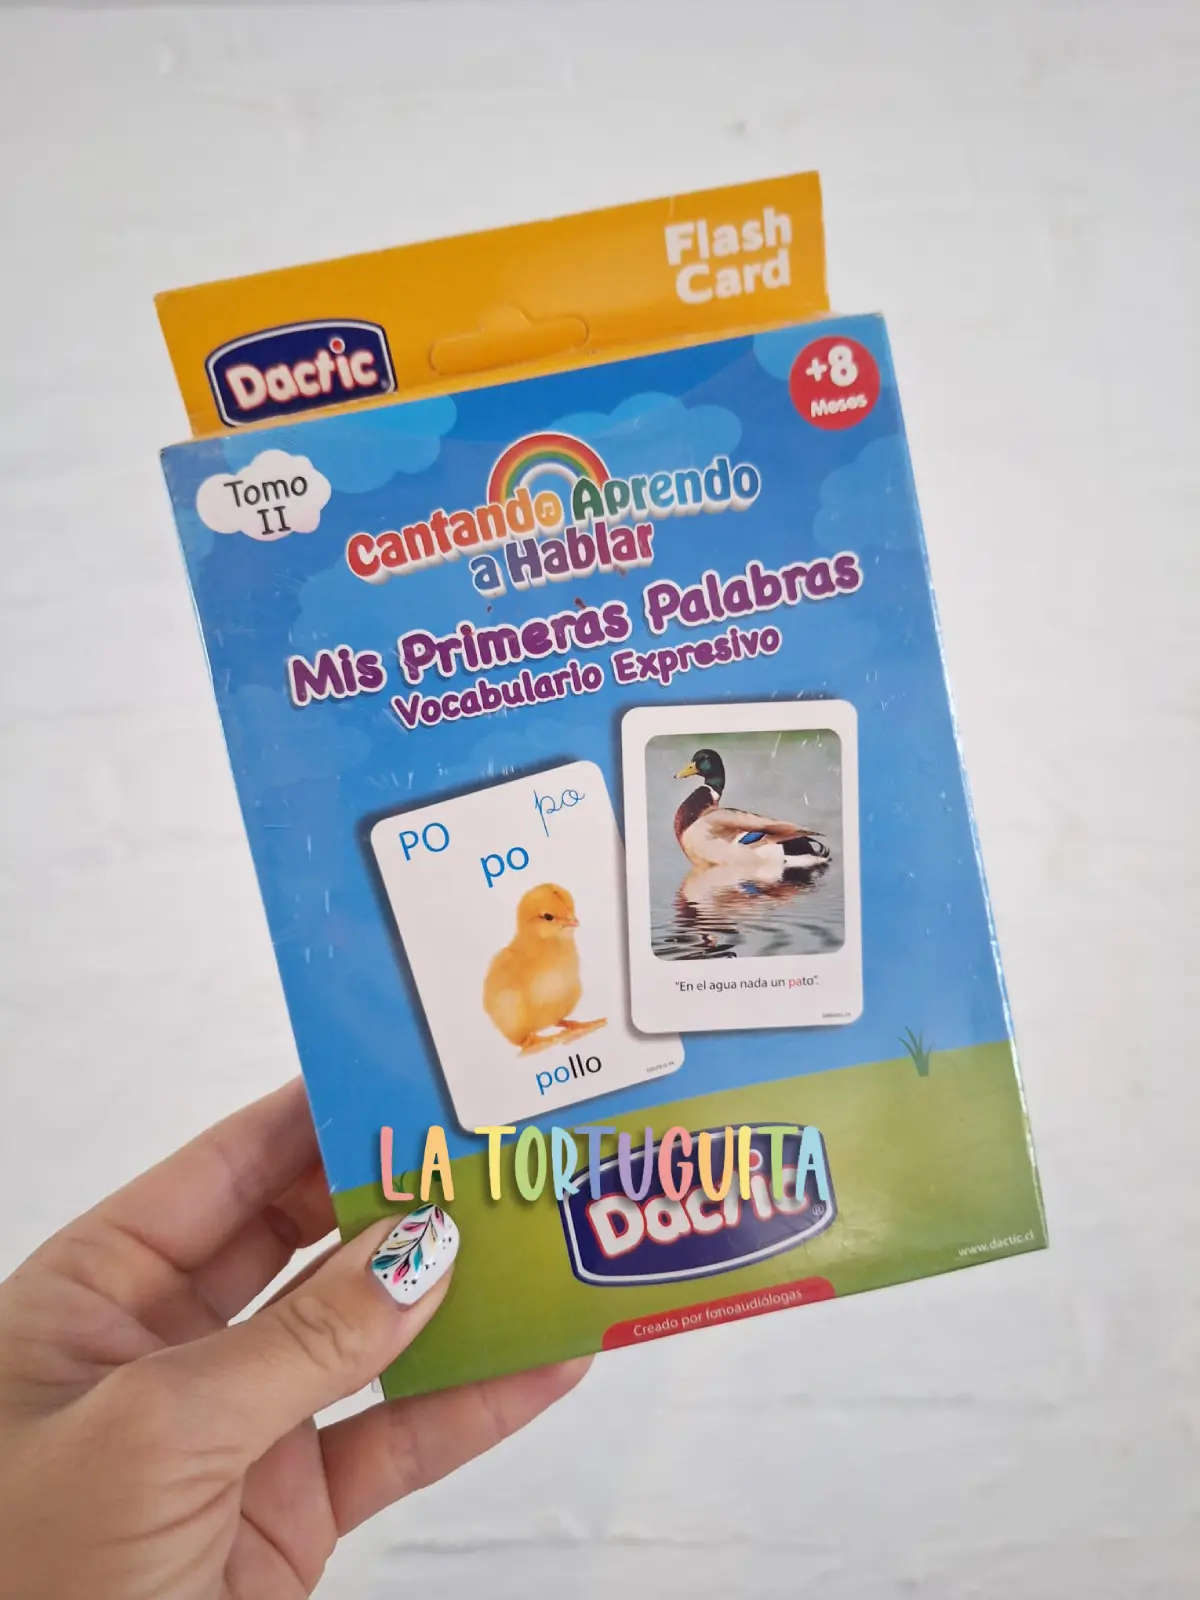 Flash
Card
Dactic
+8
Meses
Tomo
II
Cantando Aprendo
a Hablar
Mis Primeras Palabras
Vocabulario Expresivo
PO
po
po
pollo
"En el agua nada un pato".
LA TORTUGUITA
Dactic
www.dactic.cl
Creado por fonoaudiólogas